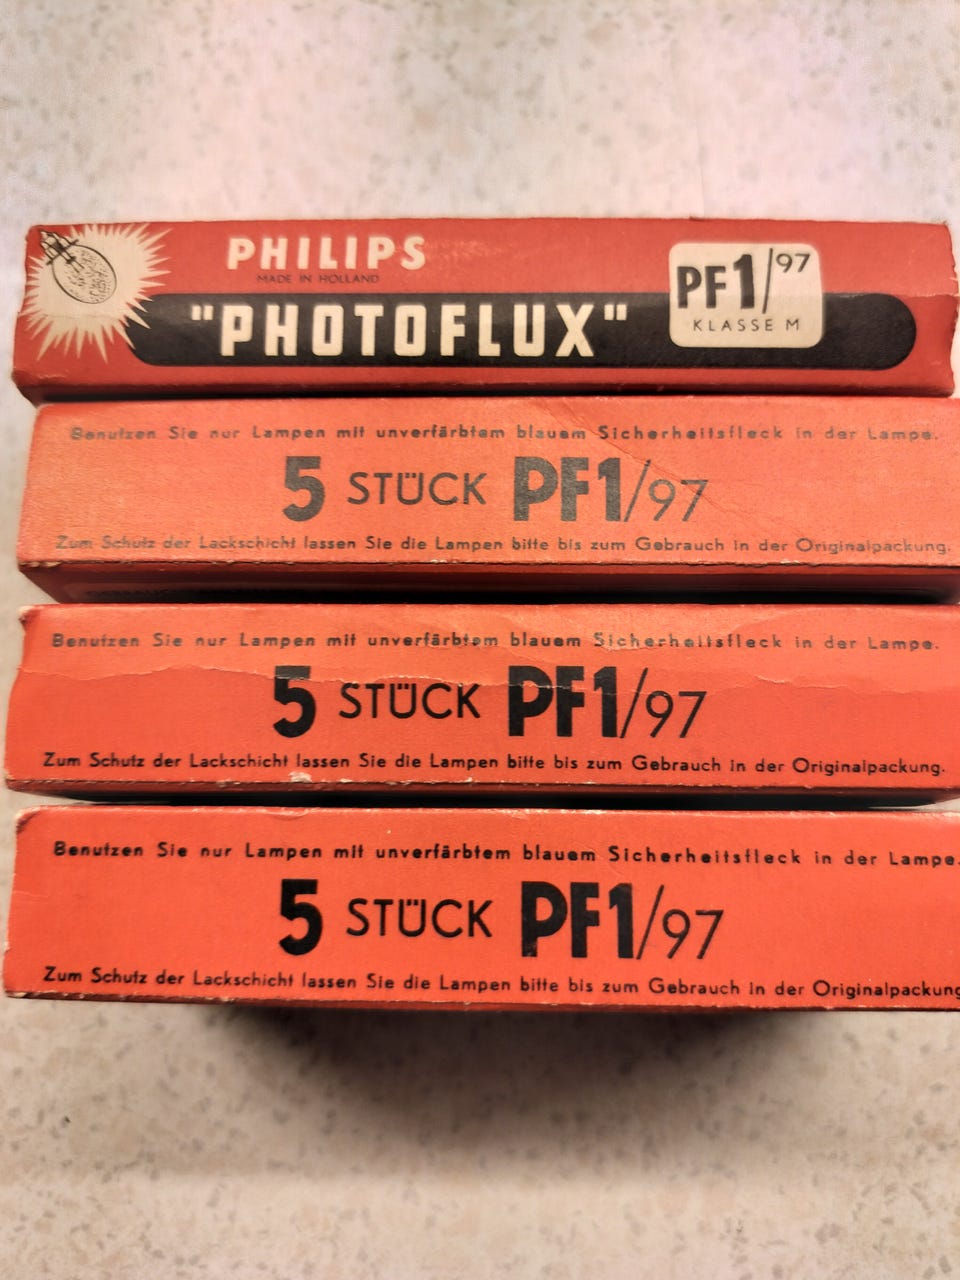 PHILIPS
MADE IN HOLLAND
"PHOTOFLUX"
PF1/97
KLASSE M
Benutzen Sie nur Lampen mit unverfärbtem blauem Sicherheitsfleck in der Lampe.
5 STÜCK PF1/97
Zum Schutz der Lackschicht lassen Sie die Lampen bitte bis zum Gebrauch in der Originalpackung.
Benutzen Sie nur Lampen mit unverfärbtem blauem Sicherheitsfleck in der Lampe.
5 STÜCK PF1/97
Zum Schutz der Lackschicht lassen Sie die Lampen bitte bis zum Gebrauch in der Originalpackung.
Benutzen Sie nur Lampen mit unverfärbtem blauem Sicherheitsfleck in der Lampe.
5 STÜCK PF1/97
Zum Schutz der Lackschicht lassen Sie die Lampen bitte bis zum Gebrauch in der Originalpackung